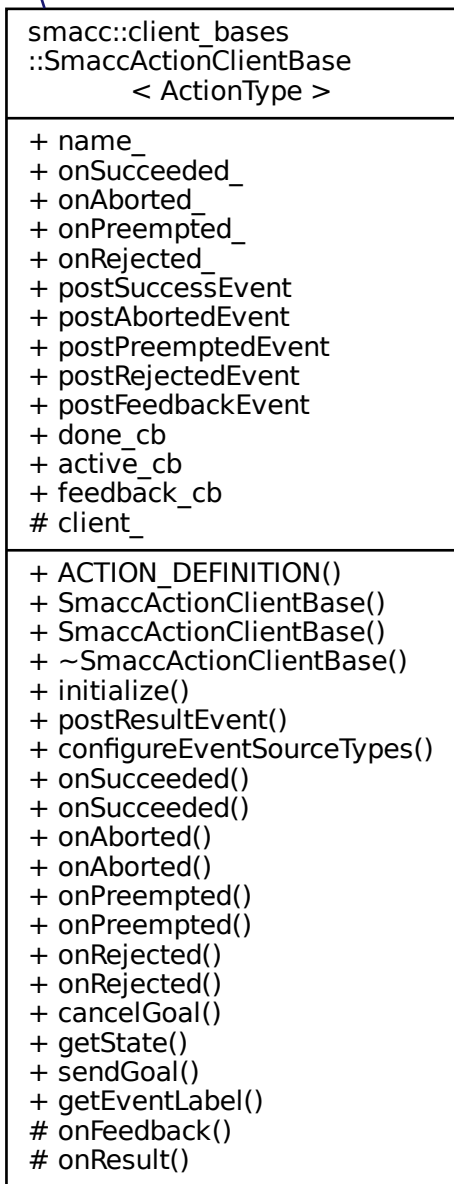 smacc::client_bases
::SmaccActionClientBase
< ActionType >
+ name_
+ onSucceeded_
+ onAborted_
+ onPreempted_
+ onRejected_
+ postSuccessEvent
+ postAbortedEvent
+ postPreemptedEvent
+ postRejectedEvent
+ postFeedbackEvent
+ done_cb
+ active_cb
+ feedback_cb
# client_
+ ACTION_DEFINITION()
+ SmaccActionClientBase()
+ SmaccActionClientBase()
+ ~SmaccActionClientBase()
+ initialize()
+ postResultEvent()
+ configureEventSourceTypes()
+ onSucceeded()
+ onSucceeded()
+ onAborted()
+ onAborted()
+ onPreempted()
+ onPreempted()
+ onRejected()
+ onRejected()
+ cancelGoal()
+ getState()
+ sendGoal()
+ getEventLabel()
# onFeedback()
# onResult()